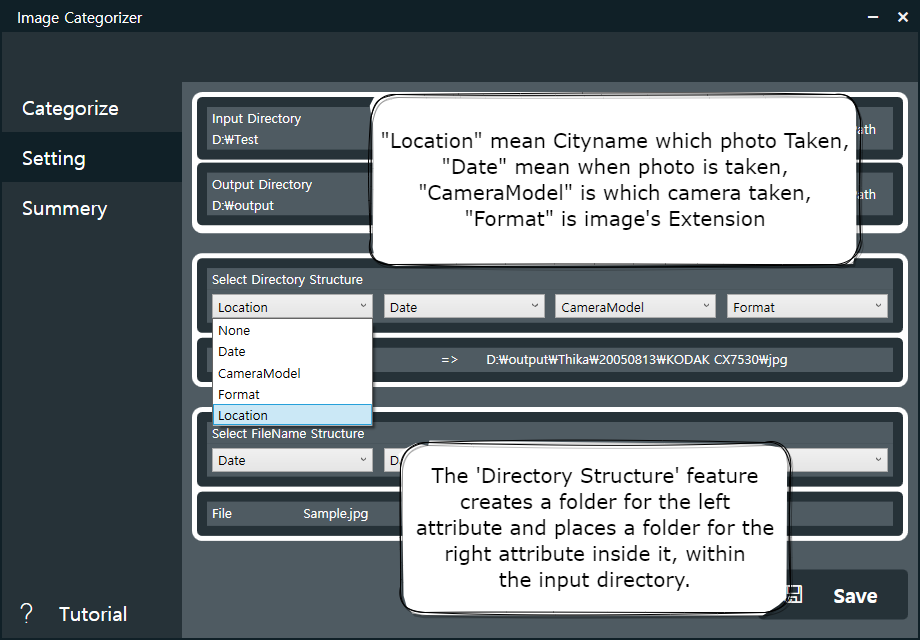 Image Categorizer
Categorize
Setting
Summery
? Tutorial
Input Directory
D:₩Test
ath
Output Directory
D:₩output
ath
"Location" mean Cityname which photo Taken,
"Date" mean when photo is taken,
"CameraModel" is which camera taken,
"Format" is image's Extension
Select Directory Structure
Location
Date
CameraModel
Format
None
Date
CameraModel
Format
Location
=> D:₩output₩Thika₩20050813₩KODAK CX7530₩jpg
Select FileName Structure
Date
D
File Sample.jpg
The 'Directory Structure' feature
creates a folder for the left
attribute and places a folder for the
right attribute inside it, within
the input directory.
Save